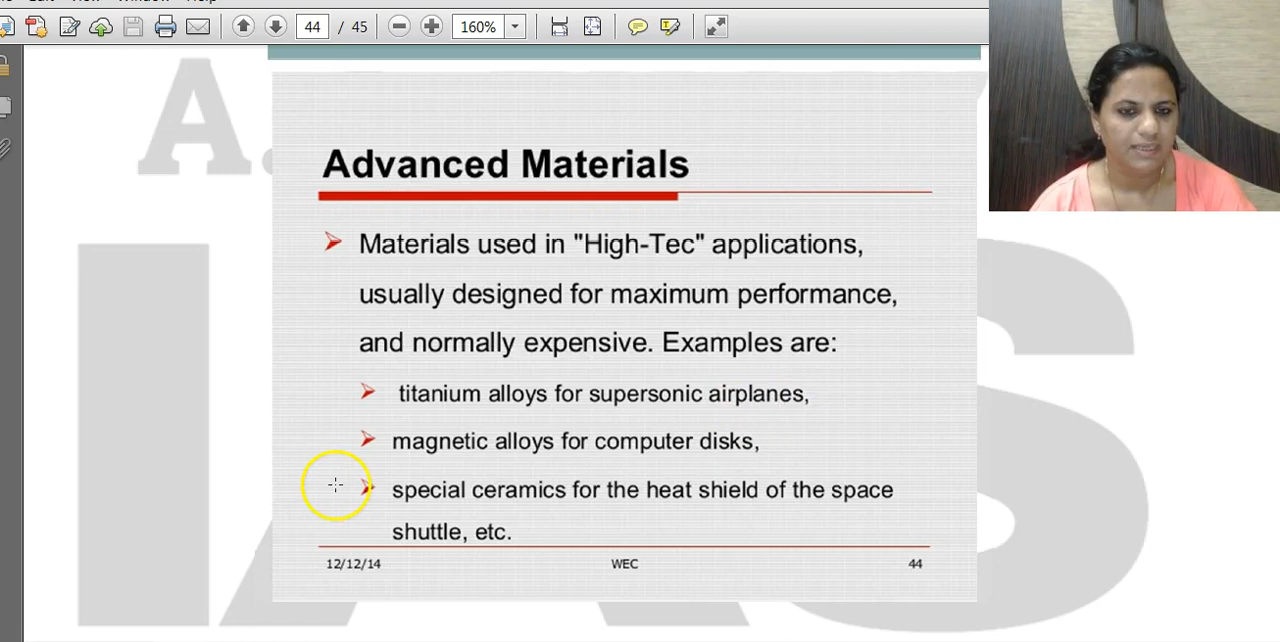 44 / 45 160%
A.
IAS
Advanced Materials
Materials used in "High-Tec" applications,
usually designed for maximum performance,
and normally expensive. Examples are:
titanium alloys for supersonic airplanes,
magnetic alloys for computer disks,
special ceramics for the heat shield of the space
shuttle, etc.
12/12/14 WEC 44